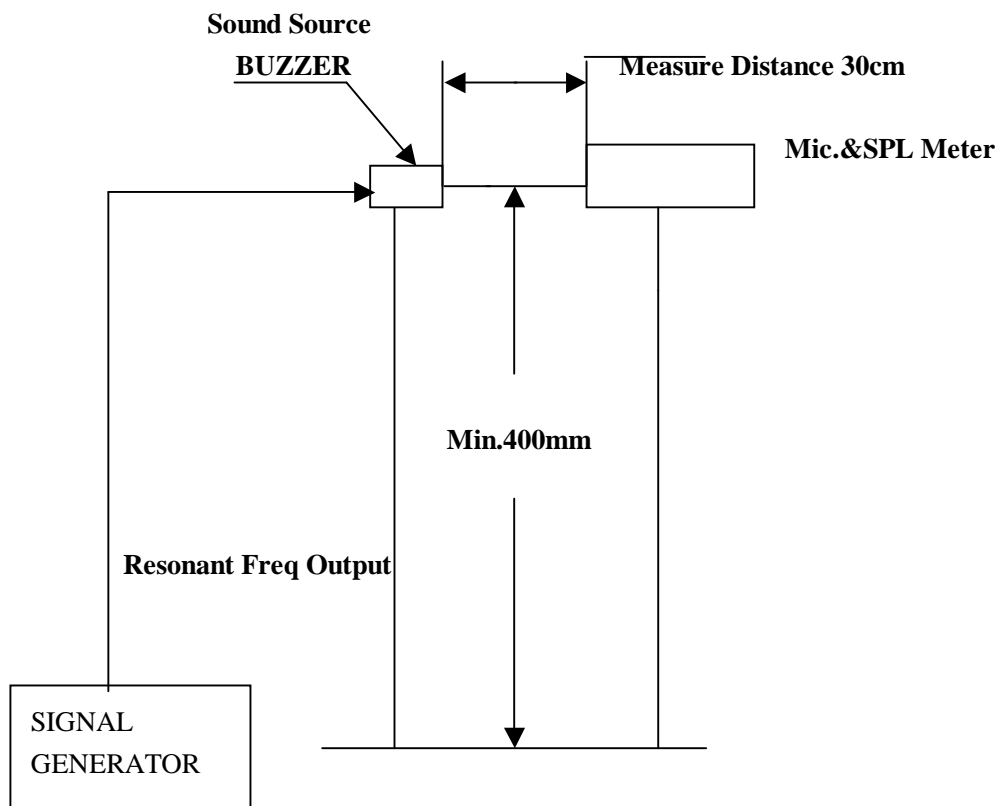 Sound Source
BUZZER
Measure Distance 30cm
Mic.&SPL Meter
Min.400mm
Resonant Freq Output
SIGNAL
GENERATOR